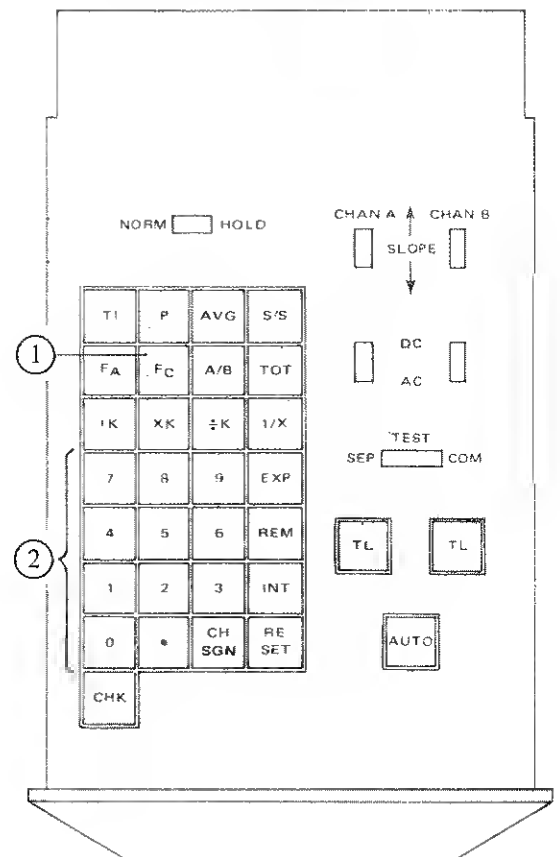 CHAN A CHAN B
NORM HOLD
SLOPE
TI P AVG S/S
1
FA FC A/B TOT
DC
AC
+K XK ÷K 1/X
TEST
SEP COM
7 8 9 EXP
4 5 6 REM
TL TL
2
1 2 3 INT
0 • CH SGN RE SET
AUTO
CHK